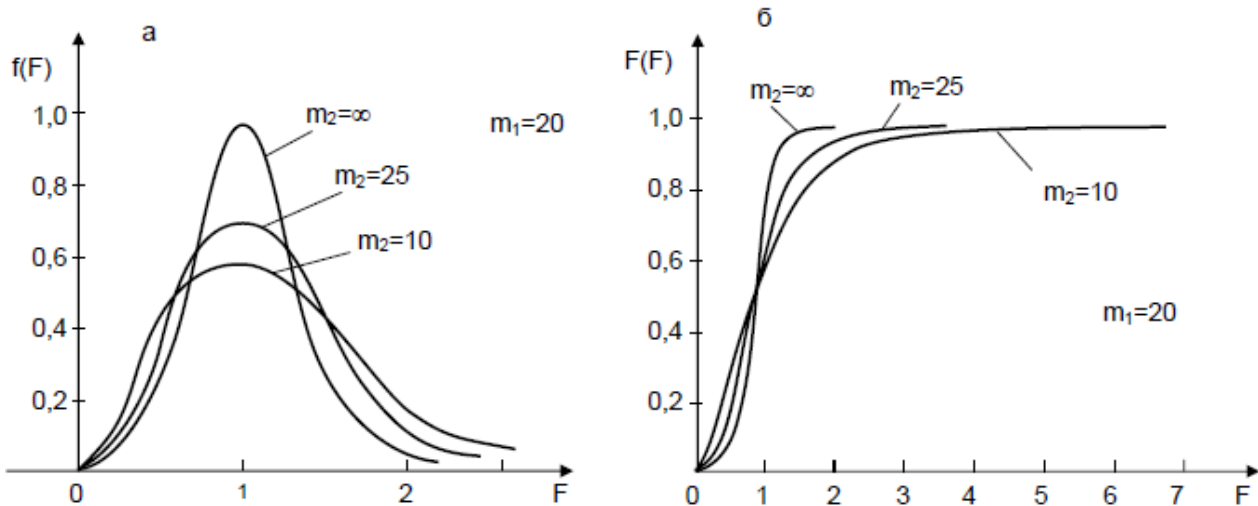 а
f(F)
1,0
0,8
0,6
0,4
0,2
m₂=∞
m₁=20
m₂=25
m₂=10
0
1
2
F
б
F(F)
1,0
0,8
0,6
0,4
0,2
m₂=∞
m₂=25
m₂=10
m₁=20
0 1 2 3 4 5 6 7 F